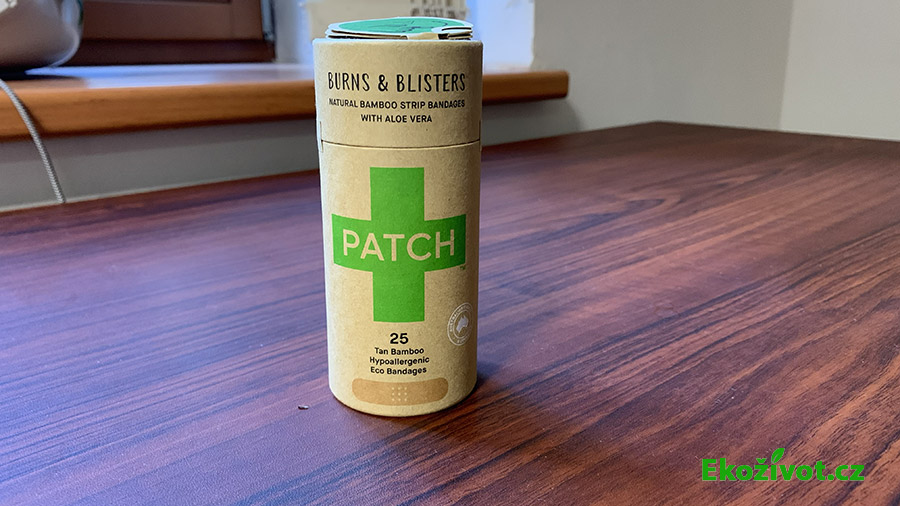 BURNS & BLISTERS
NATURAL BAMBOO STRIP BANDAGES
WITH ALOE VERA
PATCH
25
Tan Bamboo
Hypoallergenic
Eco Bandages
Ekoživot.cz